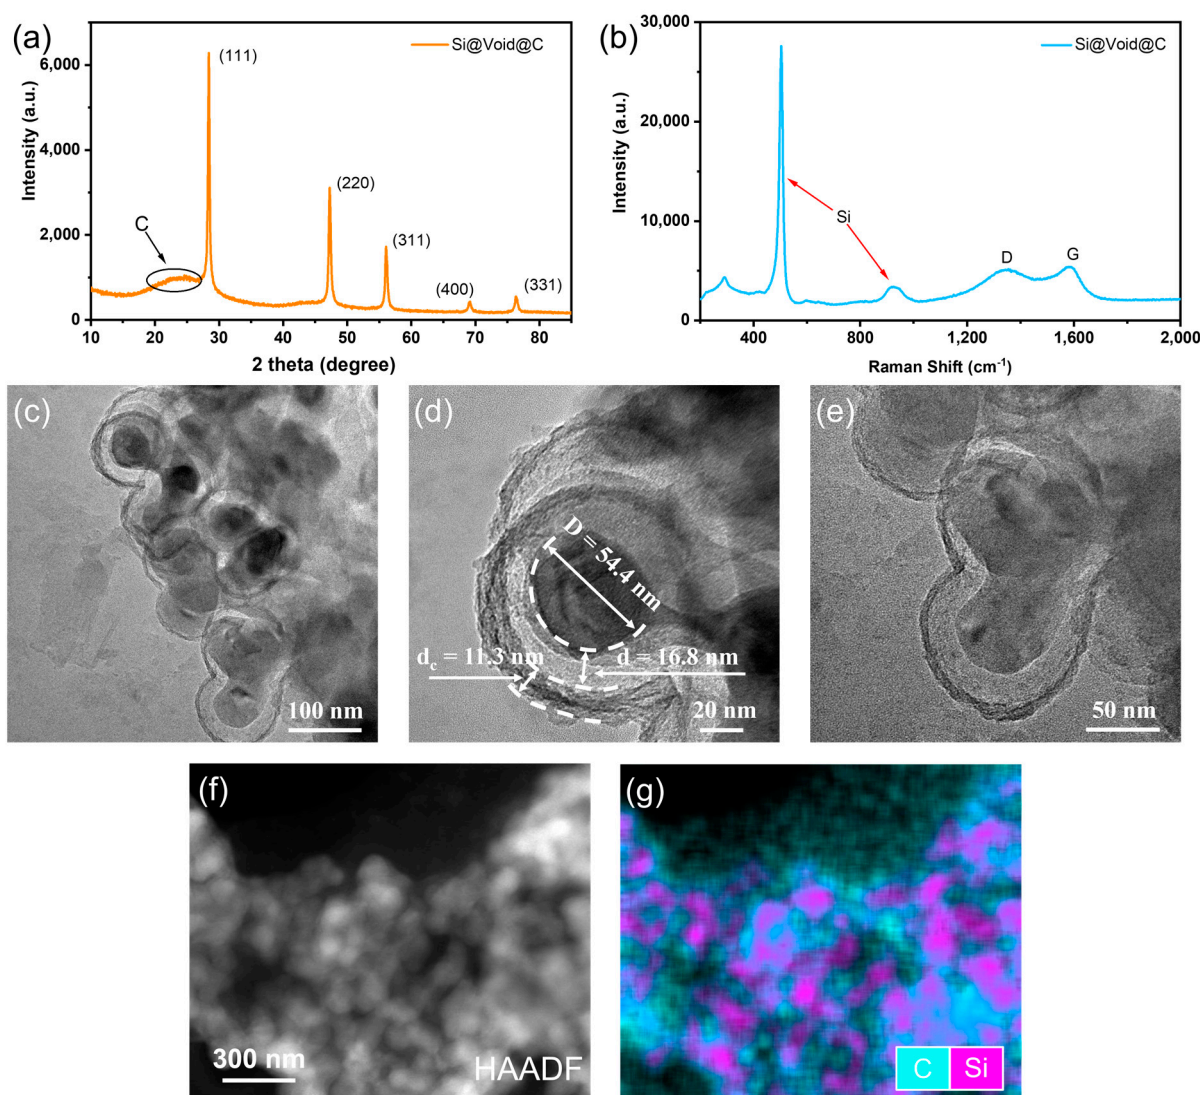 (a)
Si@Void@C
Intensity (a.u.)
6,000
4,000
2,000
0
(111)
(220)
(311)
(400)
(331)
C
10 20 30 40 50 60 70 80
2 theta (degree)
(b)
Si@Void@C
Intensity (a.u.)
30,000
20,000
10,000
0
Si
D
G
400 800 1,200 1,600 2,000
Raman Shift (cm⁻¹)
(c)
100 nm
(d)
D = 54.4 nm
d_c = 11.3 nm
d = 16.8 nm
20 nm
(e)
50 nm
(f)
300 nm
HAADF
(g)
C Si